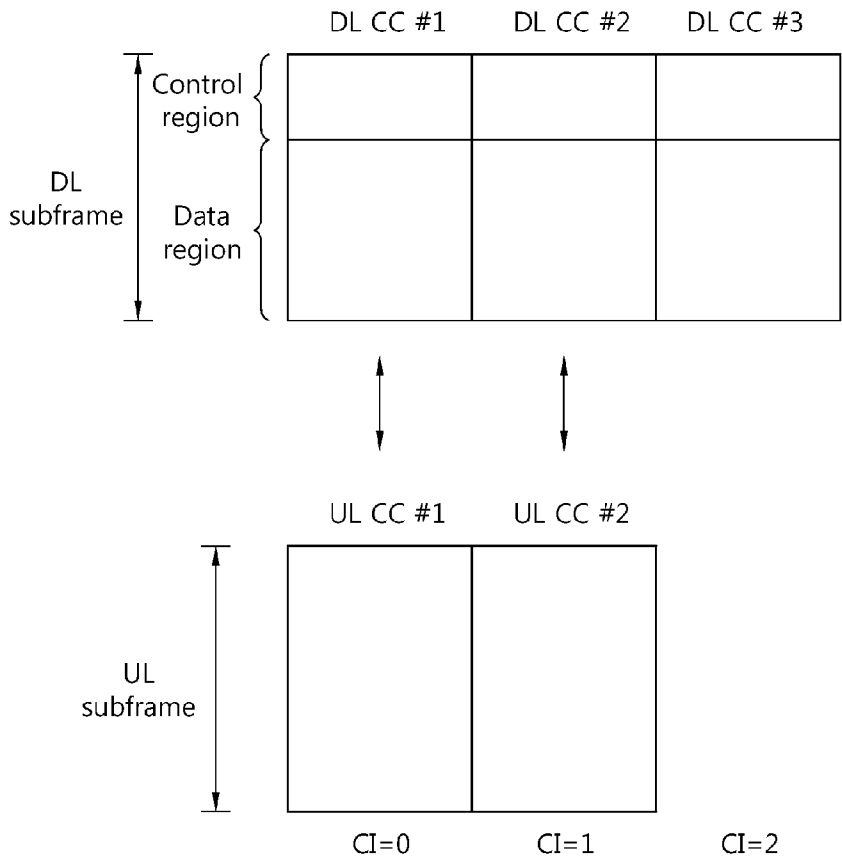 DL CC #1 DL CC #2 DL CC #3
Control
region
DL
subframe
Data
region
UL CC #1 UL CC #2
UL
subframe
CI=0 CI=1 CI=2